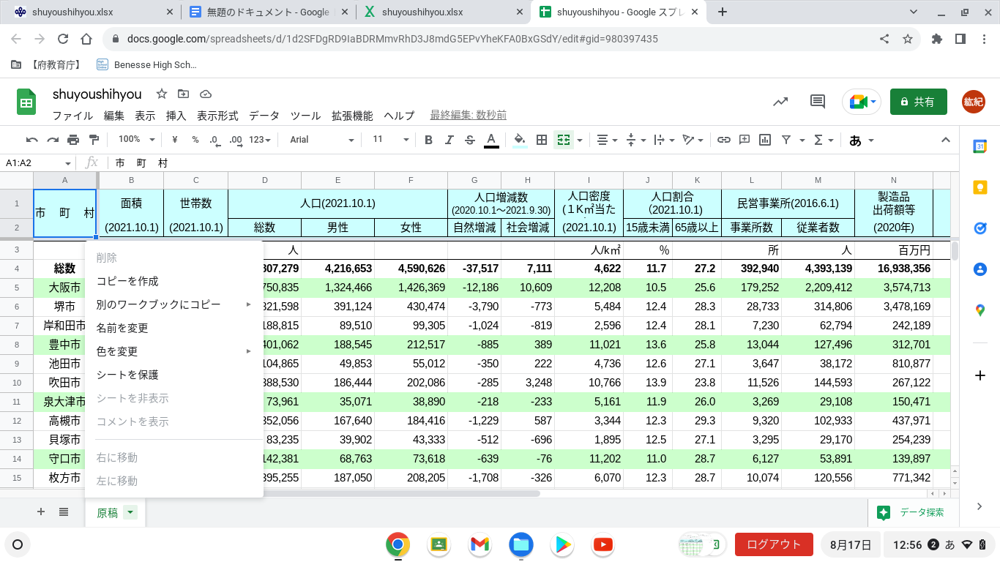 shuyoushihyou.xlsx
無題のドキュメント - Google
shuyoushihyou.xlsx
shuyoushihyou - Google スプレ
docs.google.com/spreadsheets/d/1d2SFDgRD9IaBDRMmvRhD3J8mdG5EPvYheKFA0BxGSdY/edit#gid=980397435
【府教育庁】 Benesse High Sch...
shuyoushihyou
ファイル 編集 表示 挿入 表示形式 データ ツール 拡張機能 ヘルプ 最終編集: 数秒前
共有
紘紀
100% ¥ % .0 .00 123 Arial 11 B I S A あ
31
A1:A2 fx 市 町 村
A B C D E F G H I J K L M N
1 市 町 村 面積 世帯数 人口(2021.10.1) 人口増減数 (2020.10.1～2021.9.30) 人口密度 (１K㎡当た 人口割合 (2021.10.1) 民営事業所(2016.6.1) 製造品 出荷額等
2 (2021.10.1) (2021.10.1) 総数 男性 女性 自然増減 社会増減 (2021.10.1) 15歳未満 65歳以上 事業所数 従業者数 (2020年)
3 人 人/k㎡ ％ 所 人 百万円
4 総数 307,279 4,216,653 4,590,626 -37,517 7,111 4,622 11.7 27.2 392,940 4,393,139 16,938,356
5 大阪市 750,835 1,324,466 1,426,369 -12,186 10,609 12,208 10.5 25.6 179,252 2,209,412 3,574,713
6 堺市 321,598 391,124 430,474 -3,790 -773 5,484 12.4 28.3 28,733 314,806 3,478,169
7 岸和田市 188,815 89,510 99,305 -1,024 -819 2,596 12.4 28.1 7,230 62,794 242,189
8 豊中市 401,062 188,545 212,517 -885 389 11,021 13.6 25.8 13,044 127,496 312,701
9 池田市 104,865 49,853 55,012 -350 222 4,736 12.6 27.1 3,647 38,172 810,877
10 吹田市 388,530 186,444 202,086 -285 3,248 10,766 13.9 23.8 11,526 144,593 267,122
11 泉大津市 73,961 35,071 38,890 -218 -233 5,161 11.9 26.0 3,269 29,108 150,471
12 高槻市 352,056 167,640 184,416 -1,229 587 3,344 12.3 29.3 9,320 102,933 437,971
13 貝塚市 83,235 39,902 43,333 -512 -696 1,895 12.5 27.1 3,295 29,170 254,239
14 守口市 142,381 68,763 73,618 -639 -76 11,202 11.0 28.7 6,127 53,891 139,897
15 枚方市 395,255 187,050 208,205 -1,708 -326 6,070 12.3 28.7 10,074 120,556 771,342
削除
コピーを作成
別のワークブックにコピー
名前を変更
色を変更
シートを保護
シートを非表示
コメントを表示
右に移動
左に移動
原稿
データ探索
ログアウト
8月17日
12:56 2 あ